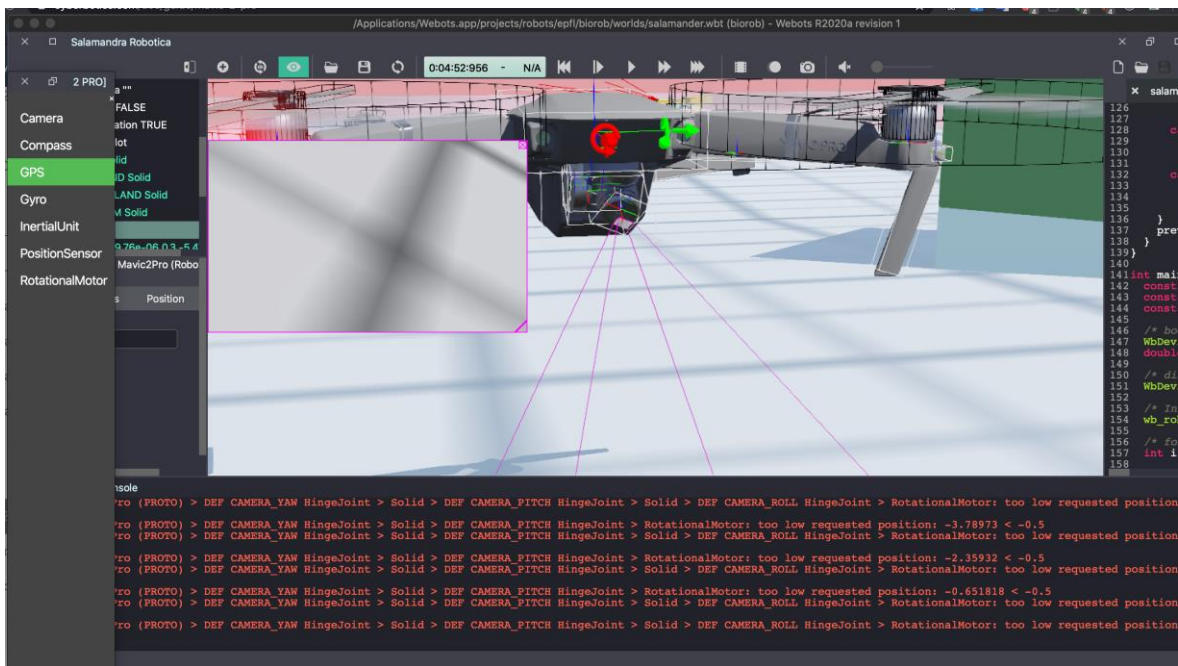 /Applications/Webots.app/projects/robots/epfl/biorob/worlds/salamander.wbt (biorob) - Webots R2020a revision 1
Salamandra Robotica
0:04:52:956 - N/A
2 PRO]
Camera
Compass
GPS
Gyro
InertialUnit
PositionSensor
RotationalMotor
a ""
FALSE
ation TRUE
lot
lid
D Solid
LAND Solid
M Solid
9.76e-06 0.3 -5.4
Mavic2Pro (Robo
s Position
salam
126
127
128 c
129
130
131
132 c
133
134
135
136 }
137 prev
138 }
139 }
140
141 int mai
142 const
143 const
144 const
145
146 /* bo
147 WbDevi
148 double
149
150 /* di
151 WbDevi
152
153 /* In
154 wb_rob
155
156 /* fo
157 int i
158
nsole
Pro (PROTO) > DEF CAMERA_YAW HingeJoint > Solid > DEF CAMERA_PITCH HingeJoint > Solid > DEF CAMERA_ROLL HingeJoint > RotationalMotor: too low requested position
Pro (PROTO) > DEF CAMERA_YAW HingeJoint > Solid > DEF CAMERA_PITCH HingeJoint > RotationalMotor: too low requested position: -3.78973 < -0.5
Pro (PROTO) > DEF CAMERA_YAW HingeJoint > Solid > DEF CAMERA_PITCH HingeJoint > Solid > DEF CAMERA_ROLL HingeJoint > RotationalMotor: too low requested position
Pro (PROTO) > DEF CAMERA_YAW HingeJoint > Solid > DEF CAMERA_PITCH HingeJoint > RotationalMotor: too low requested position: -2.35932 < -0.5
Pro (PROTO) > DEF CAMERA_YAW HingeJoint > Solid > DEF CAMERA_PITCH HingeJoint > Solid > DEF CAMERA_ROLL HingeJoint > RotationalMotor: too low requested position
Pro (PROTO) > DEF CAMERA_YAW HingeJoint > Solid > DEF CAMERA_PITCH HingeJoint > RotationalMotor: too low requested position: -0.651818 < -0.5
Pro (PROTO) > DEF CAMERA_YAW HingeJoint > Solid > DEF CAMERA_PITCH HingeJoint > Solid > DEF CAMERA_ROLL HingeJoint > RotationalMotor: too low requested position
Pro (PROTO) > DEF CAMERA_YAW HingeJoint > Solid > DEF CAMERA_PITCH HingeJoint > Solid > DEF CAMERA_ROLL HingeJoint > RotationalMotor: too low requested position